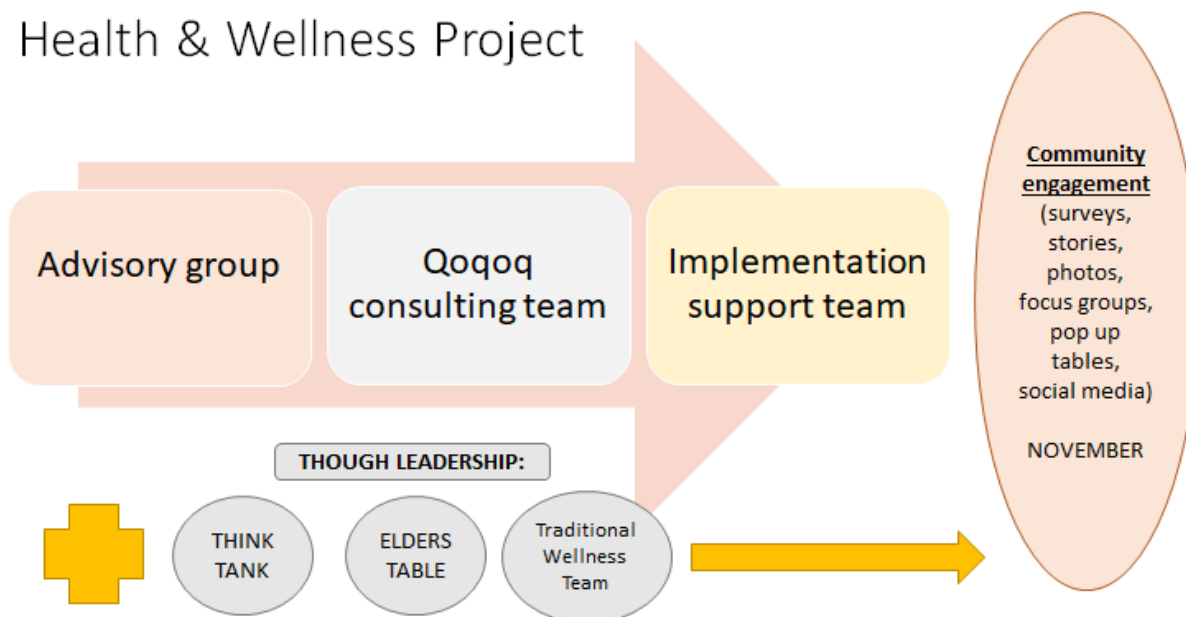 Health & Wellness Project
Advisory group
Qoqoq
consulting team
Implementation
support team
Community
engagement
(surveys,
stories,
photos,
focus groups,
pop up
tables,
social media)
NOVEMBER
THOUGH LEADERSHIP:
THINK
TANK
ELDERS
TABLE
Traditional
Wellness
Team